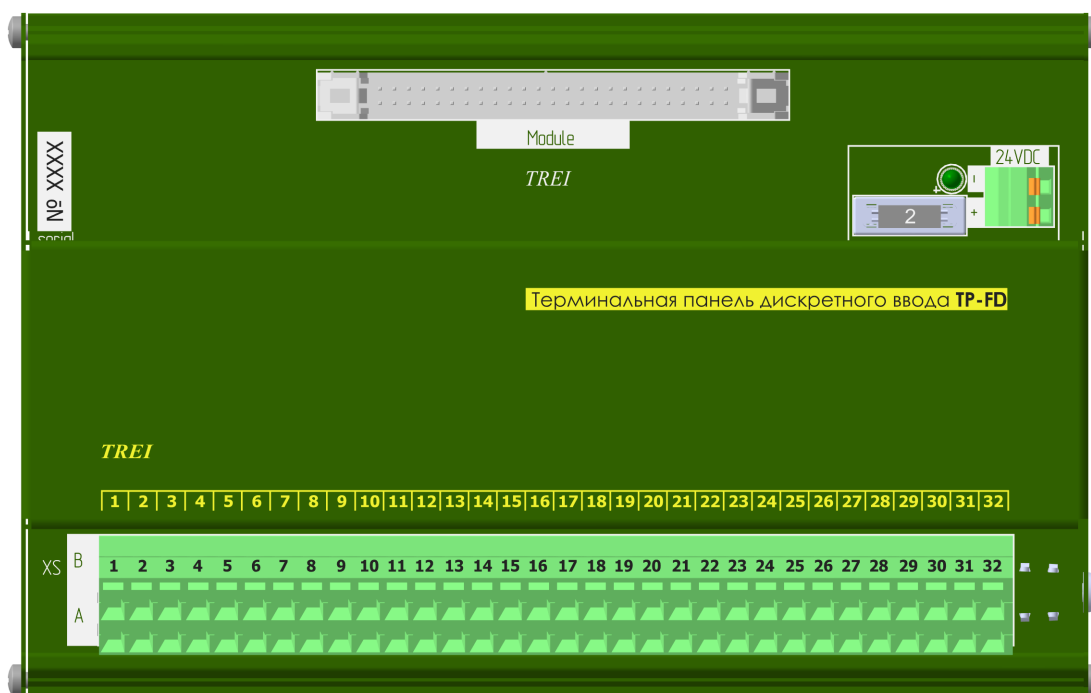 Module
TREI
№ XXXX
24VDC
-
+
+
2
Терминальная панель дискретного ввода TP-FD
TREI
1 2 3 4 5 6 7 8 9 10 11 12 13 14 15 16 17 18 19 20 21 22 23 24 25 26 27 28 29 30 31 32
XS
B
1 2 3 4 5 6 7 8 9 10 11 12 13 14 15 16 17 18 19 20 21 22 23 24 25 26 27 28 29 30 31 32
A